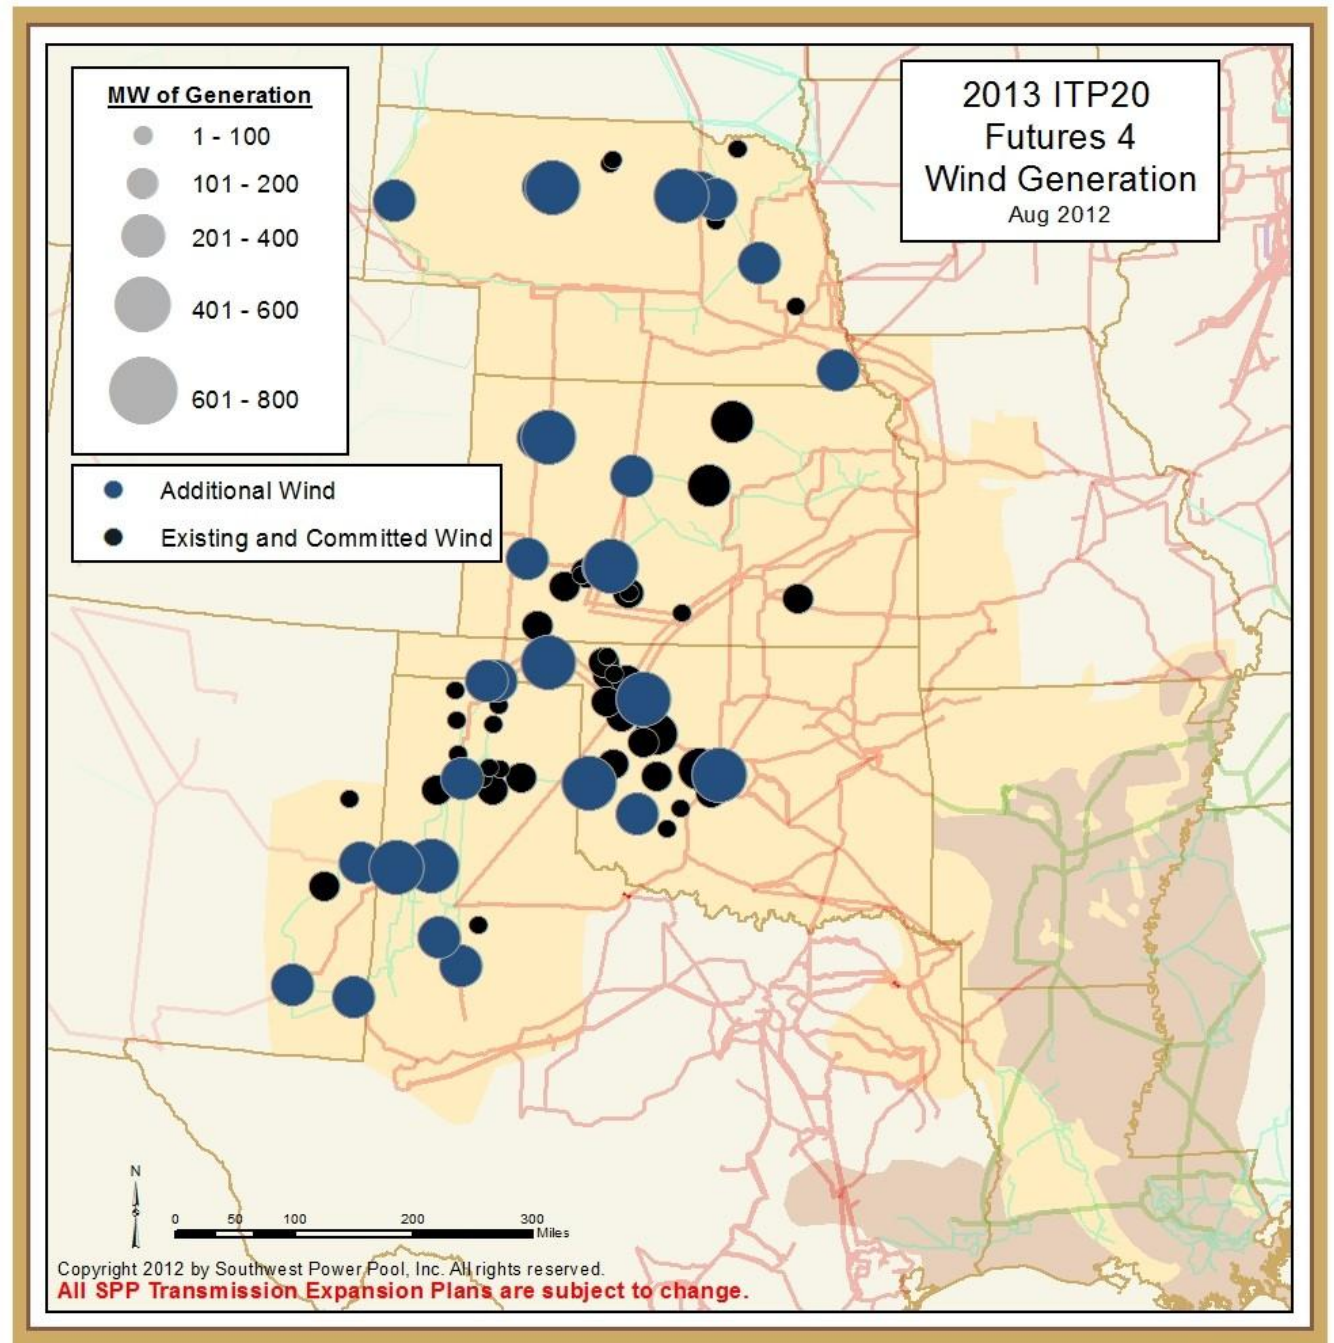 MW of Generation
1 - 100
101 - 200
201 - 400
401 - 600
601 - 800
Additional Wind
Existing and Committed Wind
2013 ITP20
Futures 4
Wind Generation
Aug 2012
N
0 50 100 200 300
Miles
Copyright 2012 by Southwest Power Pool, Inc. All rights reserved.
All SPP Transmission Expansion Plans are subject to change.